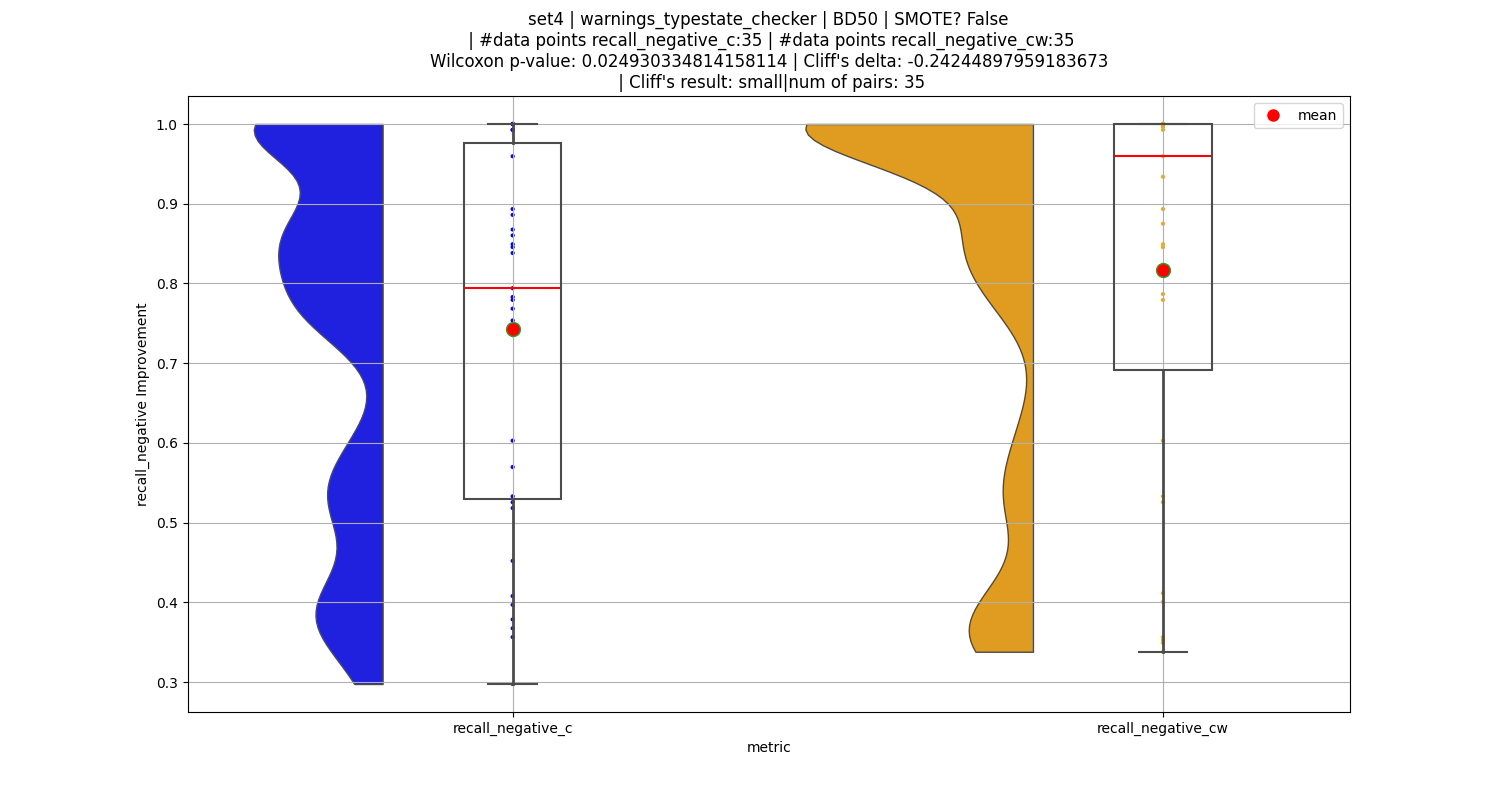 set4 | warnings_typestate_checker | BD50 | SMOTE? False
| #data points recall_negative_c:35 | #data points recall_negative_cw:35
Wilcoxon p-value: 0.024930334814158114 | Cliff's delta: -0.24244897959183673
| Cliff's result: small|num of pairs: 35
mean
1.0
0.9
0.8
0.7
0.6
0.5
0.4
0.3
recall_negative Improvement
recall_negative_c
recall_negative_cw
metric